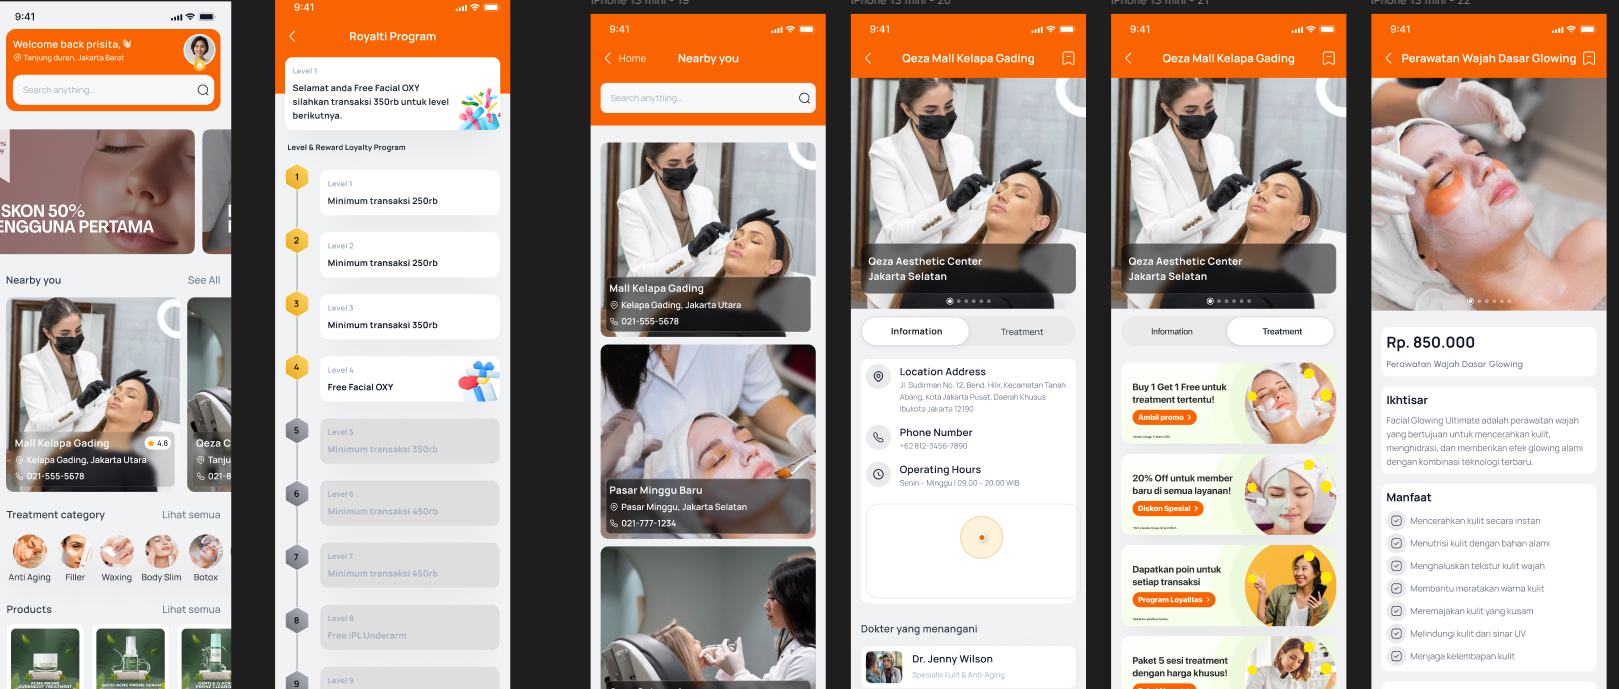 9:41
Welcome back prisita,
Tanjung duren, Jakarta Barat
Search anything...
SKON 50%
ENGGUNA PERTAMA
Nearby you
See All
Mall Kelapa Gading
4.8
Kelapa Gading, Jakarta Utara
021-555-5678
Qeza C
Tanju
021-8
Treatment category
Lihat semua
Anti Aging
Filler
Waxing
Body Slim
Botox
Products
Lihat semua
9:41
Royalti Program
Level 1
Selamat anda Free Facial OXY
silahkan transaksi 350rb untuk level
berikutnya.
Level & Reward Loyalty Program
1
Level 1
Minimum transaksi 250rb
2
Level 2
Minimum transaksi 250rb
3
Level 3
Minimum transaksi 350rb
4
Level 4
Free Facial OXY
5
Level 5
Minimum transaksi 350rb
6
Level 6
Minimum transaksi 450rb
7
Level 7
Minimum transaksi 450rb
8
Level 8
Free IPL Underarm
9
Level 9
iPhone 13 mini - 19
9:41
Home
Nearby you
Search anything...
Mall Kelapa Gading
Kelapa Gading, Jakarta Utara
021-555-5678
Pasar Minggu Baru
Pasar Minggu, Jakarta Selatan
021-777-1234
iPhone 13 mini - 20
9:41
Qeza Mall Kelapa Gading
Qeza Aesthetic Center
Jakarta Selatan
Information
Treatment
Location Address
Jl. Sudirman No. 12, Bend. Hilir, Kecamatan Tanah
Abang, Kota Jakarta Pusat, Daerah Khusus
Ibukota Jakarta 12190
Phone Number
+62 812-3456-7890
Operating Hours
Senin – Minggu | 09.00 – 20.00 WIB
Dokter yang menangani
Dr. Jenny Wilson
Spesialis Kulit & Anti-Aging
iPhone 13 mini - 21
9:41
Qeza Mall Kelapa Gading
Qeza Aesthetic Center
Jakarta Selatan
Information
Treatment
Buy 1 Get 1 Free untuk
treatment tertentu!
Ambil promo
20% Off untuk member
baru di semua layanan!
Diskon Spesial
Dapatkan poin untuk
setiap transaksi
Program Loyalitas
Paket 5 sesi treatment
dengan harga khusus!
iPhone 13 mini - 22
9:41
Perawatan Wajah Dasar Glowing
Rp. 850.000
Perawatan Wajah Dasar Glowing
Ikhtisar
Facial Glowing Ultimate adalah perawatan wajah
yang bertujuan untuk mencerahkan kulit,
menghidrasi, dan memberikan efek glowing alami
dengan kombinasi teknologi terbaru.
Manfaat
Mencerahkan kulit secara instan
Menutrisi kulit dengan bahan alami
Menghaluskan tekstur kulit wajah
Membantu meratakan warna kulit
Meremajakan kulit yang kusam
Melindungi kulit dari sinar UV
Menjaga kelembapan kulit